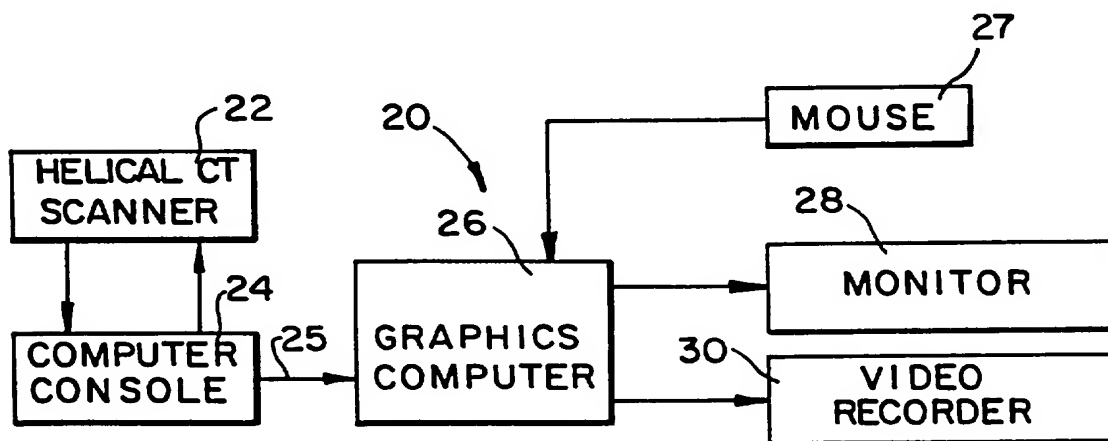 27
MOUSE
22
20
HELICAL CT
SCANNER
28
26
MONITOR
24
GRAPHICS
COMPUTER
COMPUTER
CONSOLE
25
30
VIDEO
RECORDER